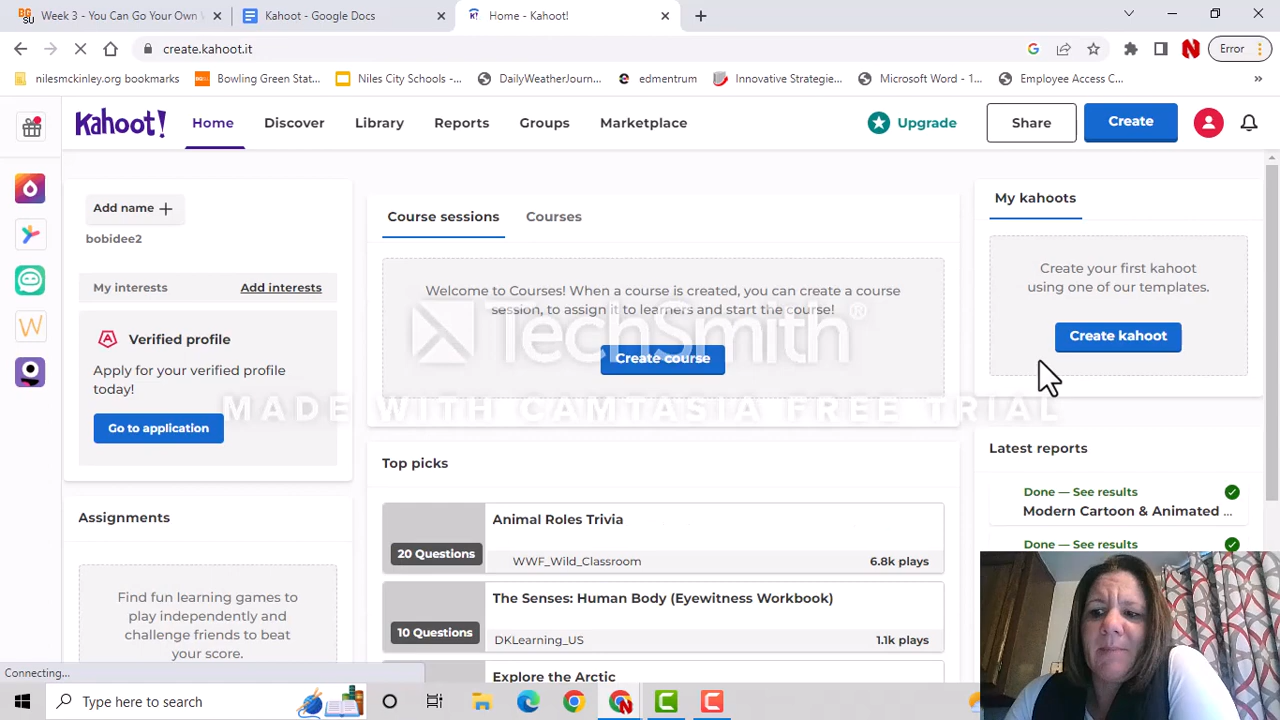 Week 3 - You Can Go Your Own
Kahoot - Google Docs
Home - Kahoot!
create.kahoot.it
Error
nilesmckinley.org bookmarks
Bowling Green Stat...
Niles City Schools -...
DailyWeatherJourn...
edmentrum
Innovative Strategie...
Microsoft Word - 1...
Employee Access C...
»
Kahoot!
Home
Discover
Library
Reports
Groups
Marketplace
Upgrade
Share
Create
Add name +
bobidee2
My interests
Add interests
Verified profile
Apply for your verified profile
today!
Go to application
Assignments
Find fun learning games to
play independently and
challenge friends to beat
your score.
Course sessions
Courses
Welcome to Courses! When a course is created, you can create a course
session, to assign it to learners and start the course!
Create course
TechSmith®
MADE WITH CAMTASIA FREE TRIAL
Top picks
Animal Roles Trivia
20 Questions
WWF_Wild_Classroom
6.8k plays
The Senses: Human Body (Eyewitness Workbook)
10 Questions
DKLearning_US
1.1k plays
Explore the Arctic
My kahoots
Create your first kahoot
using one of our templates.
Create kahoot
Latest reports
Done — See results
Modern Cartoon & Animated ...
Done — See results
Connecting...
Type here to search